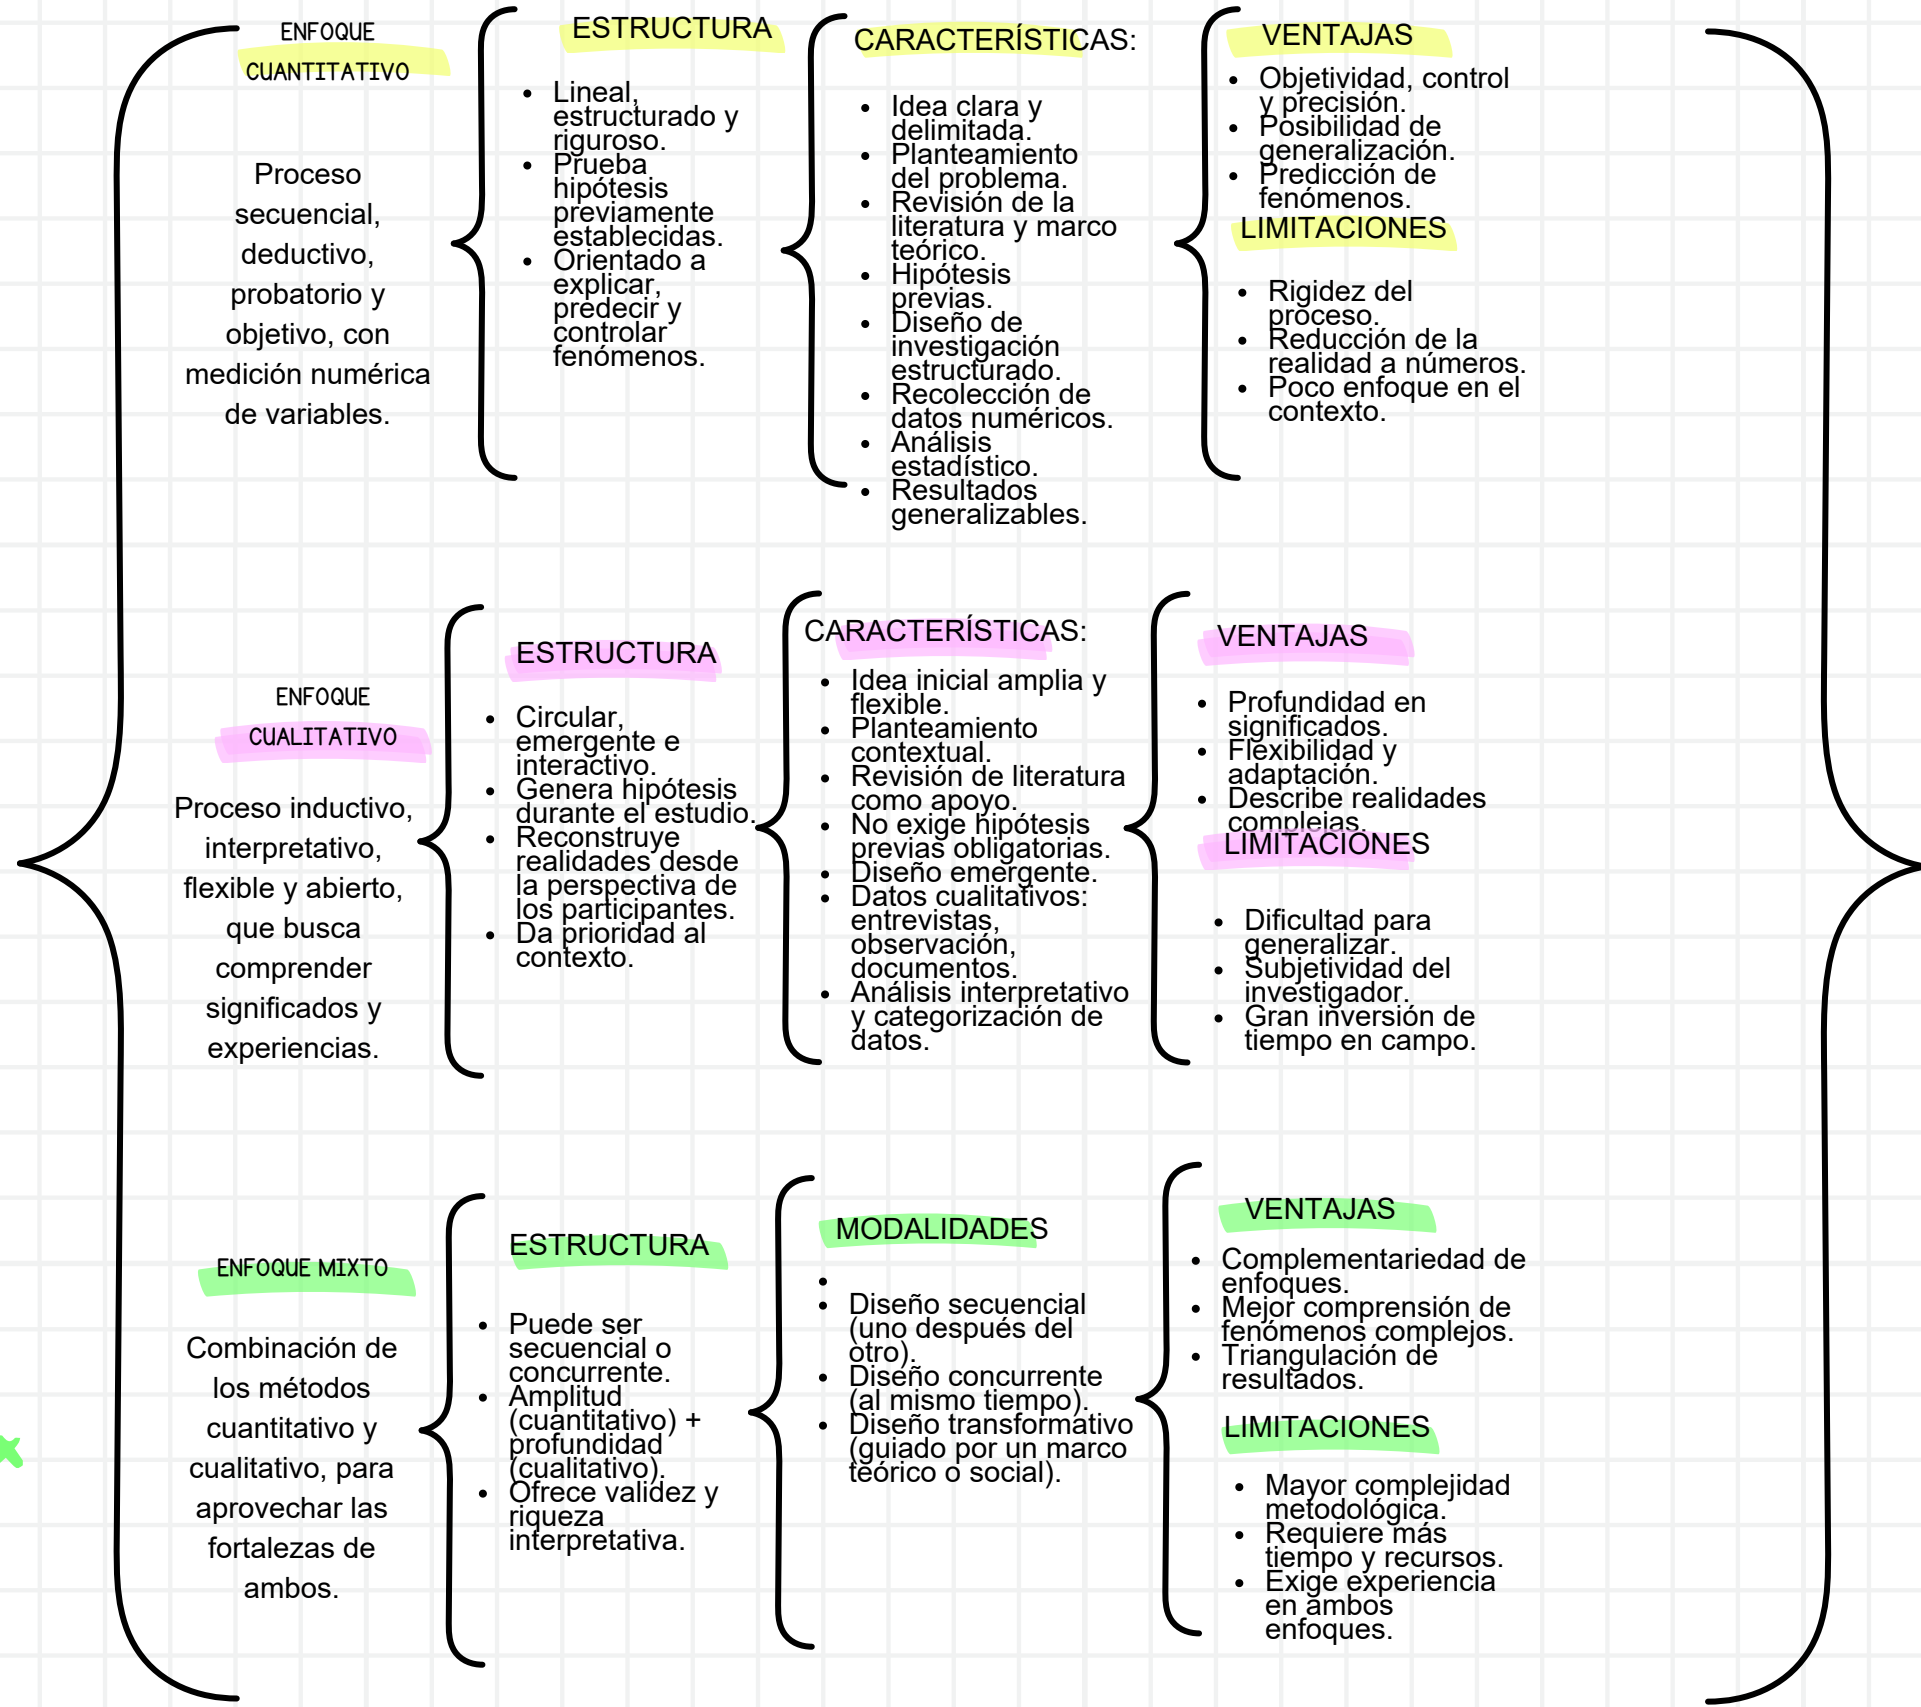 ENFOQUE
CUANTITATIVO
Proceso
secuencial,
deductivo,
probatorio y
objetivo, con
medición numérica
de variables.
ESTRUCTURA
• Lineal,
estructurado y
riguroso.
• Prueba
hipótesis
previamente
establecidas.
• Orientado a
explicar,
predecir y
controlar
fenómenos.
CARACTERÍSTICAS:
• Idea clara y
delimitada.
• Planteamiento
del problema.
• Revisión de la
literatura y marco
teórico.
• Hipótesis
previas.
• Diseño de
investigación
estructurado.
• Recolección de
datos numéricos.
• Análisis
estadístico.
• Resultados
generalizables.
VENTAJAS
• Objetividad, control
y precisión.
• Posibilidad de
generalización.
• Predicción de
fenómenos.
LIMITACIONES
• Rigidez del
proceso.
• Reducción de la
realidad a números.
• Poco enfoque en el
contexto.
ENFOQUE
CUALITATIVO
Proceso inductivo,
interpretativo,
flexible y abierto,
que busca
comprender
significados y
experiencias.
ESTRUCTURA
• Circular,
emergente e
interactivo.
• Genera hipótesis
durante el estudio.
• Reconstruye
realidades desde
la perspectiva de
los participantes.
• Da prioridad al
contexto.
CARACTERÍSTICAS:
• Idea inicial amplia y
flexible.
• Planteamiento
contextual.
• Revisión de literatura
como apoyo.
• No exige hipótesis
previas obligatorias.
• Diseño emergente.
• Datos cualitativos:
entrevistas,
observación,
documentos.
• Análisis interpretativo
y categorización de
datos.
VENTAJAS
• Profundidad en
significados.
• Flexibilidad y
adaptación.
• Describe realidades
complejas.
LIMITACIONES
• Dificultad para
generalizar.
• Subjetividad del
investigador.
• Gran inversión de
tiempo en campo.
ENFOQUE MIXTO
Combinación de
los métodos
cuantitativo y
cualitativo, para
aprovechar las
fortalezas de
ambos.
ESTRUCTURA
• Puede ser
secuencial o
concurrente.
• Amplitud
(cuantitativo) +
profundidad
(cualitativo).
• Ofrece validez y
riqueza
interpretativa.
MODALIDADES
•
• Diseño secuencial
(uno después del
otro).
• Diseño concurrente
(al mismo tiempo).
• Diseño transformativo
(guiado por un marco
teórico o social).
VENTAJAS
• Complementariedad de
enfoques.
• Mejor comprensión de
fenómenos complejos.
• Triangulación de
resultados.
LIMITACIONES
• Mayor complejidad
metodológica.
• Requiere más
tiempo y recursos.
• Exige experiencia
en ambos
enfoques.